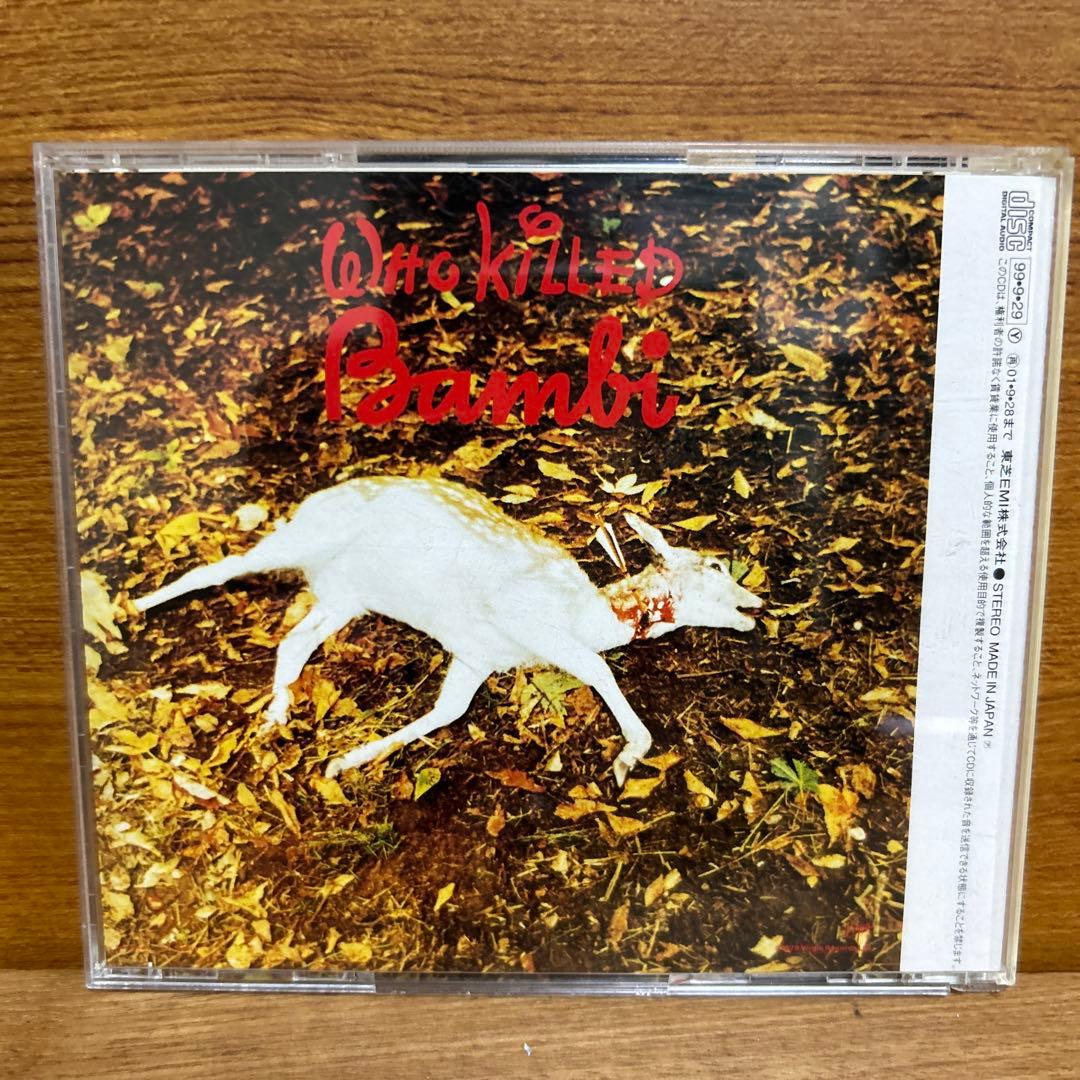 WHO KILLED
Bambi
COMPACT
disc
DIGITAL AUDIO
99•9•29 Y 再 01•9•28まで 東芝EMI株式会社●STEREO MADE IN JAPAN
このCDは、権利者の許諾なく賃貸業に使用すること、個人的な範囲を超える使用目的で複製すること、ネットワーク等を通じてCDに収録された音を送信できる状態にすることを禁じます。